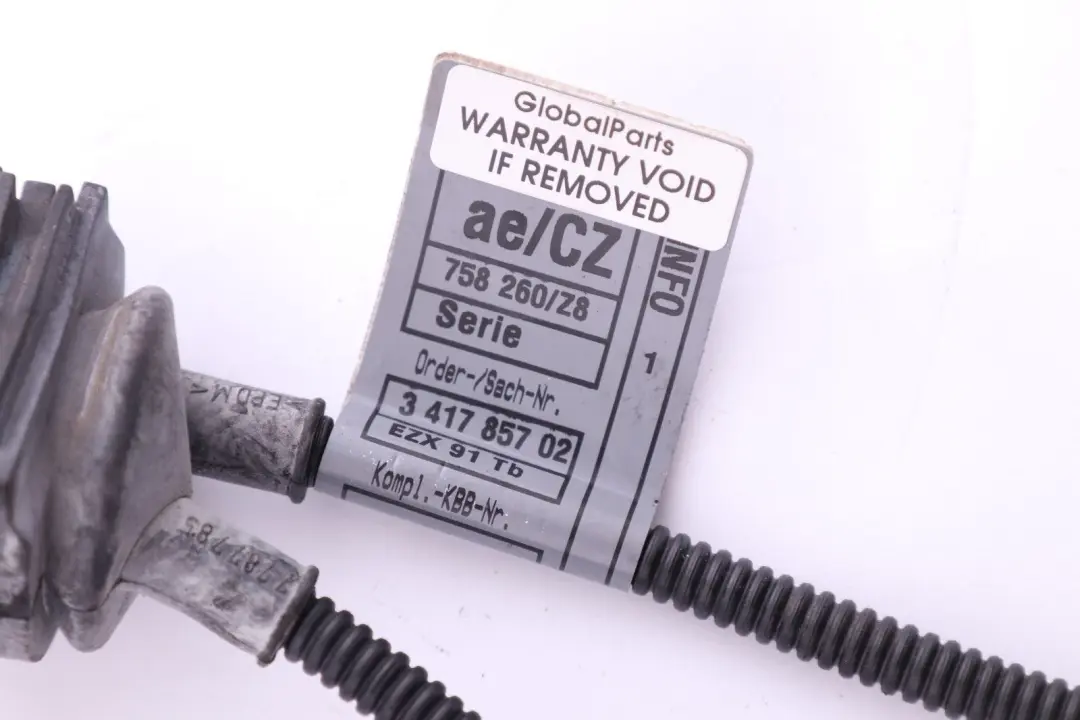 GlobalParts
WARRANTY VOID
IF REMOVED
ae/CZ
758 260/Z8
Serie
Order-/Sach-Nr.
3 417 857 02
EZX 91 Tb
Kompl.-KBB-Nr.
INFO
1
>EPDM<